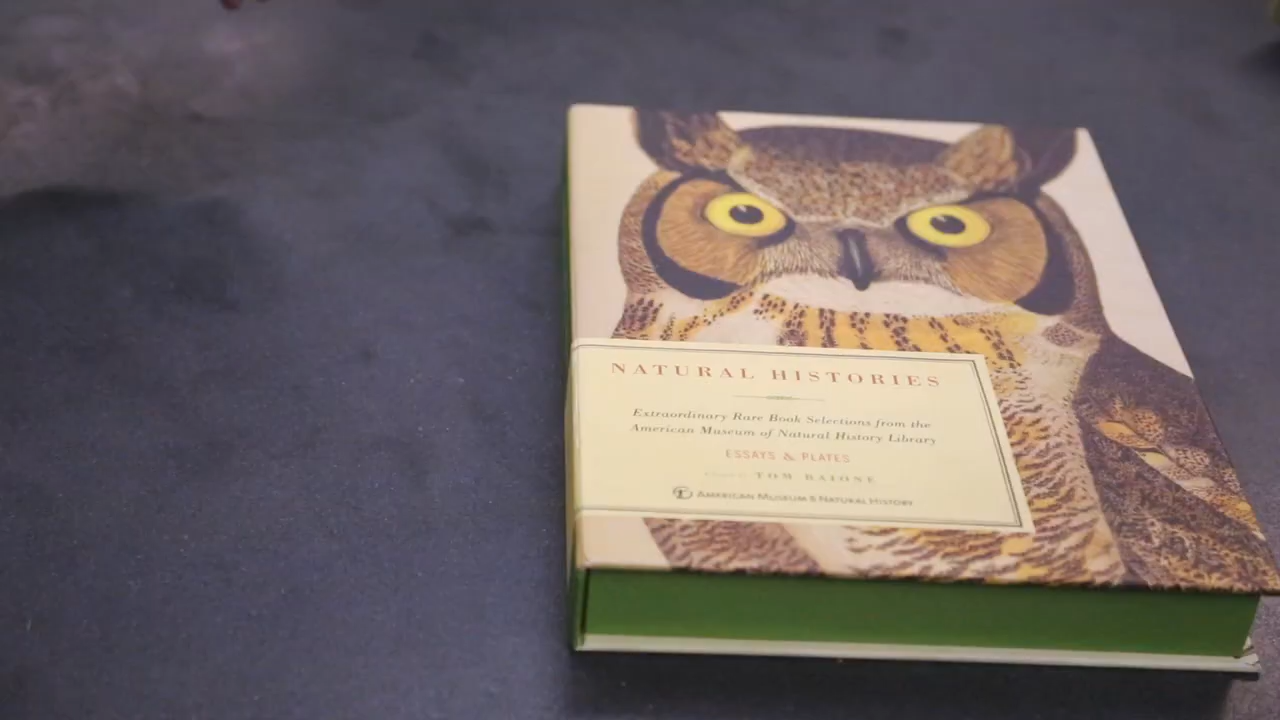 NATURAL HISTORIES
Extraordinary Rare Book Selections from the
American Museum of Natural History Library
ESSAYS & PLATES
TOM BAIONE
AMERICAN MUSEUM & NATURAL HISTORY